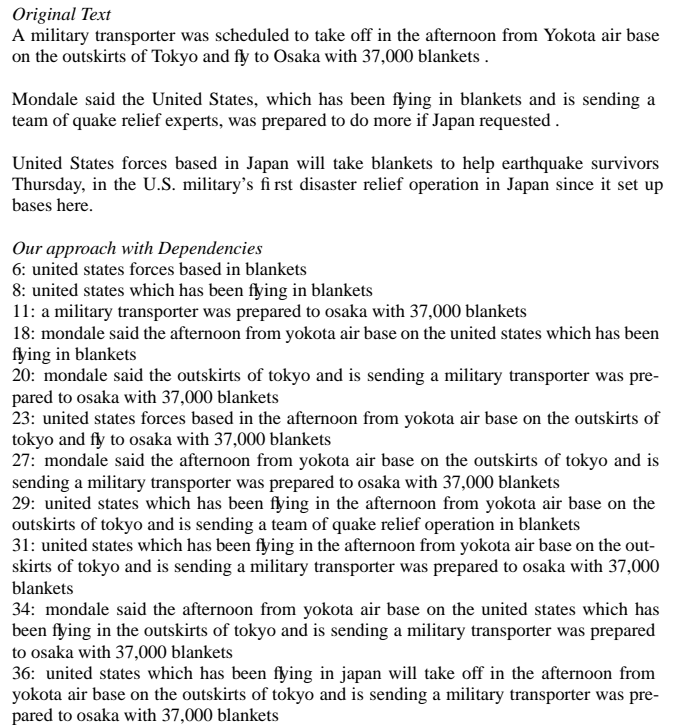 Original Text
A military transporter was scheduled to take off in the afternoon from Yokota air base
on the outskirts of Tokyo and fly to Osaka with 37,000 blankets .
Mondale said the United States, which has been flying in blankets and is sending a
team of quake relief experts, was prepared to do more if Japan requested .
United States forces based in Japan will take blankets to help earthquake survivors
Thursday, in the U.S. military's first disaster relief operation in Japan since it set up
bases here.
Our approach with Dependencies
6: united states forces based in blankets
8: united states which has been flying in blankets
11: a military transporter was prepared to osaka with 37,000 blankets
18: mondale said the afternoon from yokota air base on the united states which has been
flying in blankets
20: mondale said the outskirts of tokyo and is sending a military transporter was pre-
pared to osaka with 37,000 blankets
23: united states forces based in the afternoon from yokota air base on the outskirts of
tokyo and fly to osaka with 37,000 blankets
27: mondale said the afternoon from yokota air base on the outskirts of tokyo and is
sending a military transporter was prepared to osaka with 37,000 blankets
29: united states which has been flying in the afternoon from yokota air base on the
outskirts of tokyo and is sending a team of quake relief operation in blankets
31: united states which has been flying in the afternoon from yokota air base on the out-
skirts of tokyo and is sending a military transporter was prepared to osaka with 37,000
blankets
34: mondale said the afternoon from yokota air base on the united states which has
been flying in the outskirts of tokyo and is sending a military transporter was prepared
to osaka with 37,000 blankets
36: united states which has been flying in japan will take off in the afternoon from
yokota air base on the outskirts of tokyo and is sending a military transporter was pre-
pared to osaka with 37,000 blankets